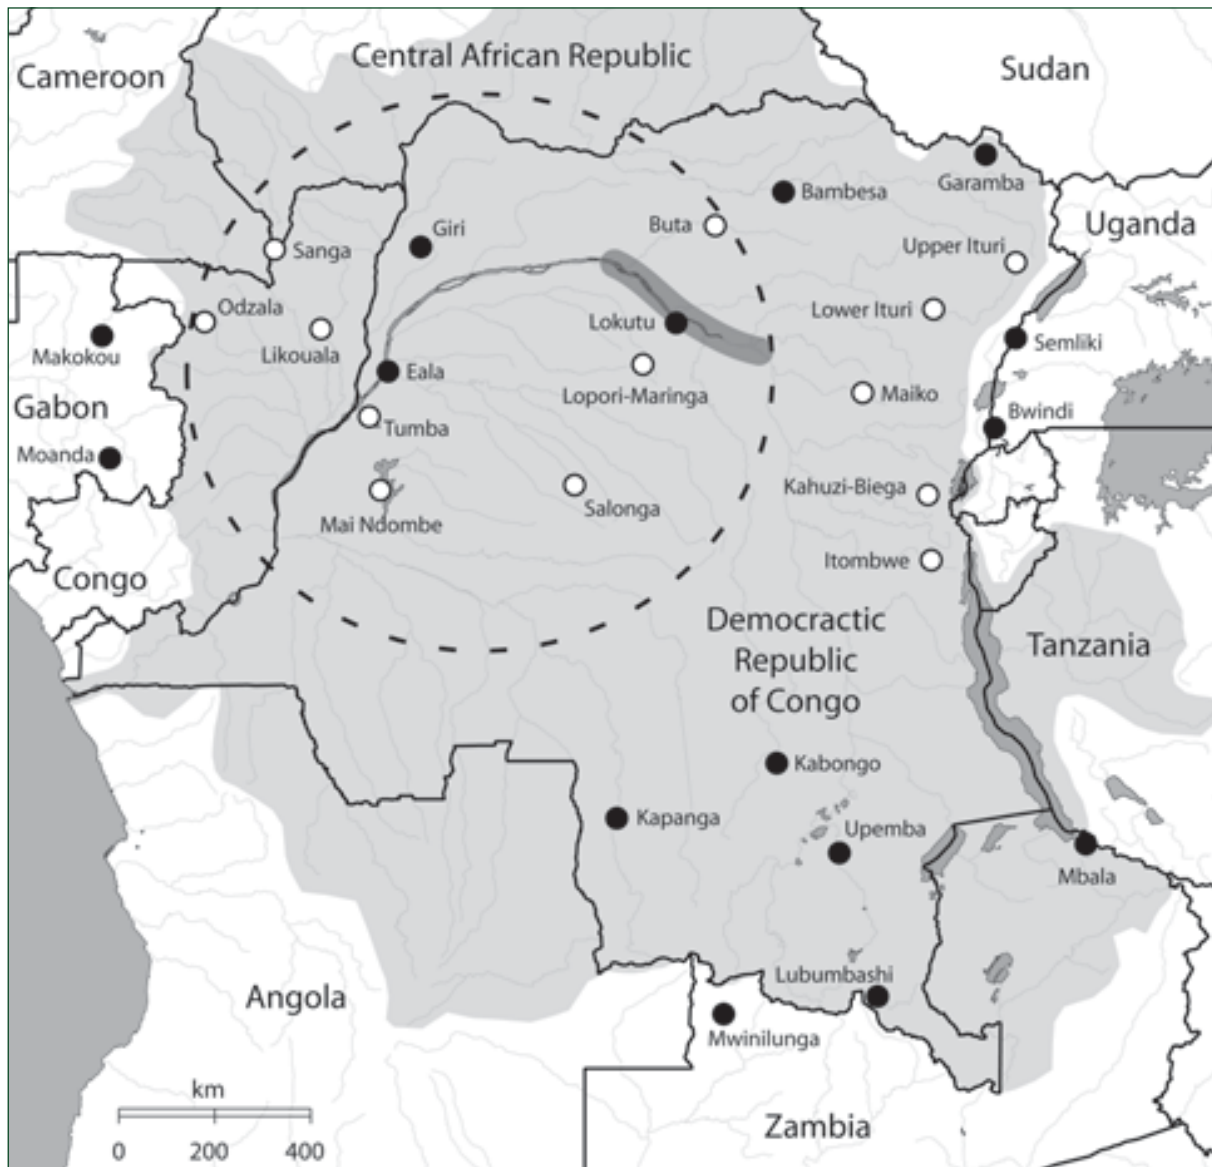 Central African Republic
Cameroon
Sudan
Garamba
Bambesa
Uganda
Giri
Buta
Sanga
Upper Ituri
Odzala
Lower Ituri
Lokutu
Makokou
Likouala
Semliki
Eala
Lopori-Maringa
Maiko
Gabon
Bwindi
Tumba
Moanda
Kahuzi-Biega
Salonga
Mai Ndombe
Itombwe
Congo
Democractic
Republic
of Congo
Tanzania
Kabongo
Kapanga
Upemba
Mbala
Lubumbashi
Angola
Mwinilunga
km
Zambia
0 200 400